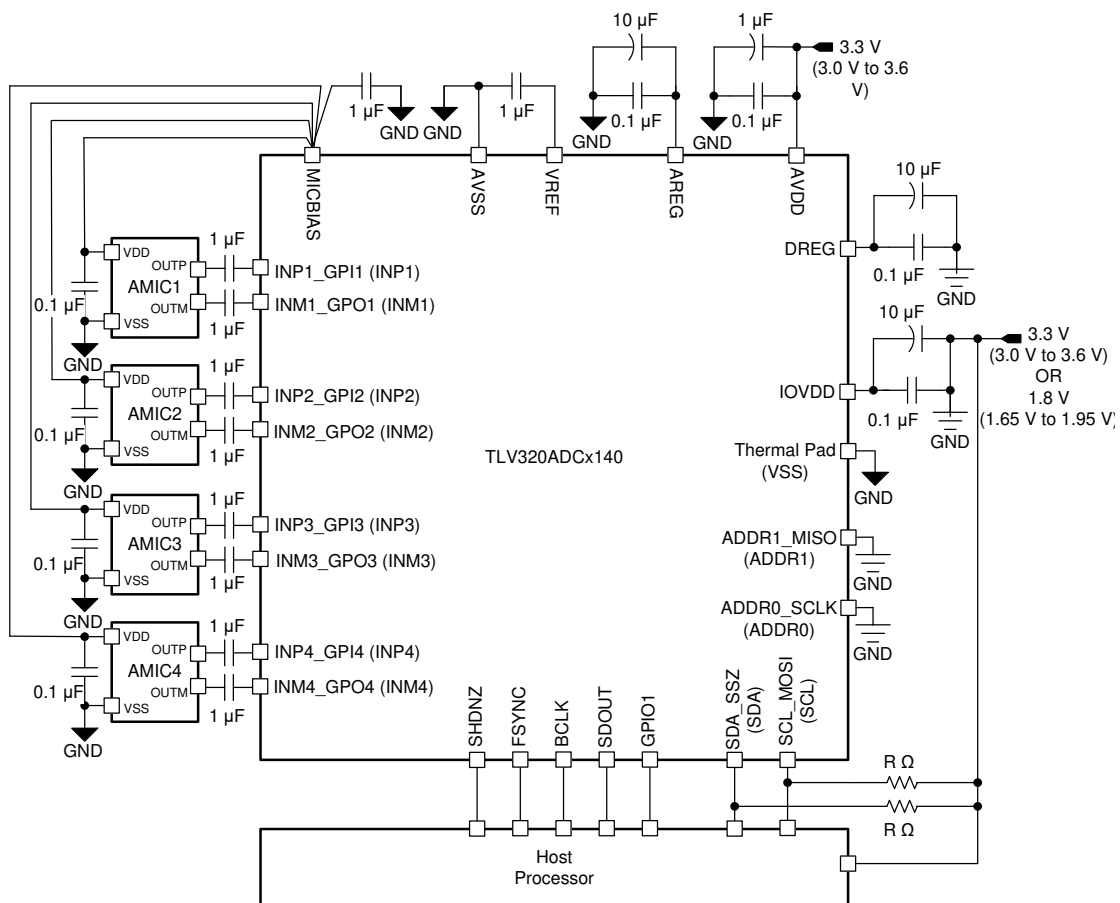 10 µF
1 µF
3.3 V
(3.0 V to 3.6
V)
1 µF
GND
GND
1 µF
0.1 µF
GND
0.1 µF
GND
MICBIAS
AVSS
VREF
AREG
AVDD
10 µF
DREG
0.1 µF
GND
1 µF
VDD
OUTP
AMIC1
OUTM
VSS
0.1 µF
GND
1 µF
INP1_GPI1 (INP1)
INM1_GPO1 (INM1)
10 µF
3.3 V
(3.0 V to 3.6 V)
OR
1.8 V
(1.65 V to 1.95 V)
IOVDD
0.1 µF
GND
1 µF
VDD
OUTP
AMIC2
OUTM
VSS
0.1 µF
GND
1 µF
INP2_GPI2 (INP2)
INM2_GPO2 (INM2)
TLV320ADCx140
Thermal Pad
(VSS)
GND
1 µF
VDD
OUTP
AMIC3
OUTM
VSS
0.1 µF
GND
1 µF
INP3_GPI3 (INP3)
INM3_GPO3 (INM3)
ADDR1_MISO
(ADDR1)
GND
ADDR0_SCLK
(ADDR0)
GND
1 µF
VDD
OUTP
AMIC4
OUTM
VSS
0.1 µF
GND
1 µF
INP4_GPI4 (INP4)
INM4_GPO4 (INM4)
SHDNZ
FSYNC
BCLK
SDOUT
GPIO1
SDA_SSZ
(SDA)
SCL_MOSI
(SCL)
R Ω
R Ω
Host
Processor